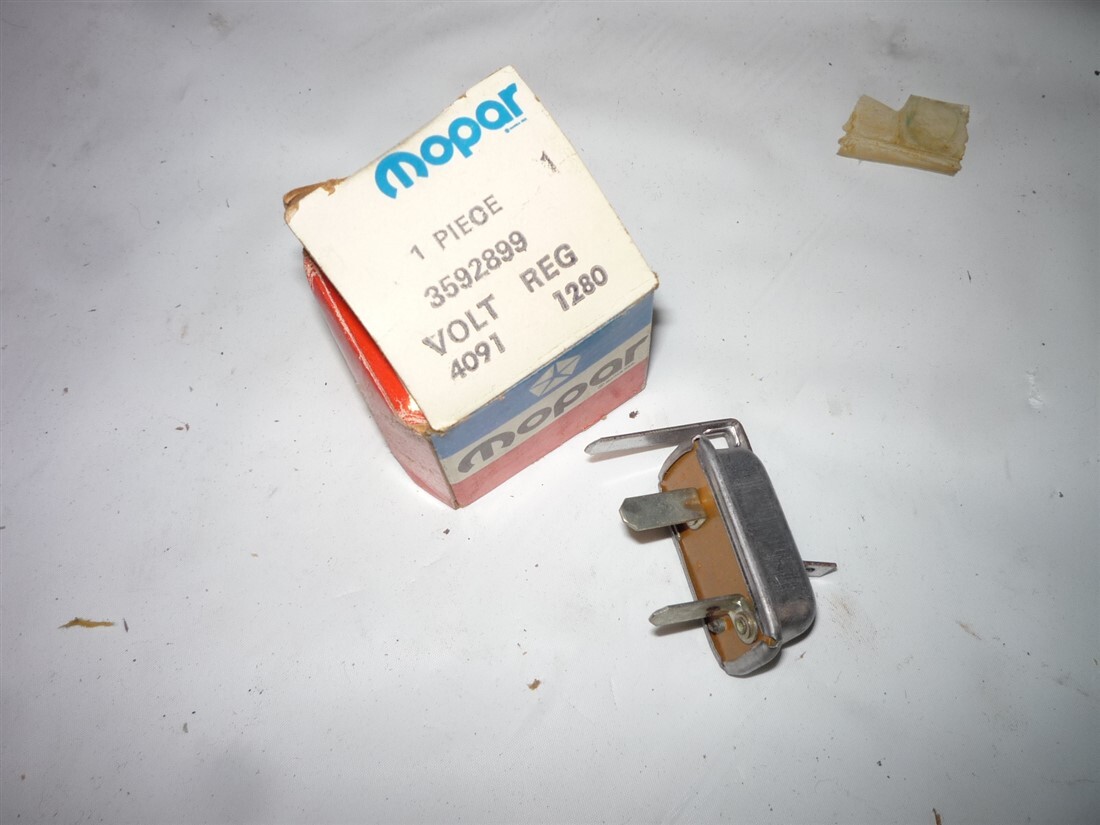 mopar
1
1 PIECE
3592899
VOLT REG
4091 1280
mopar